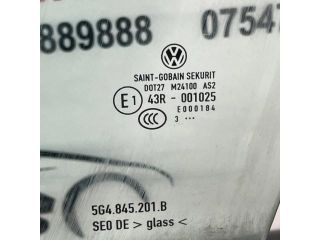 889888 0754
SAINT-GOBAIN SEKURIT
DOT27 M24100 AS2
E1 43R - 001025
E000184
CCC 3 ...
5G4.845.201.B
SEO DE > glass <